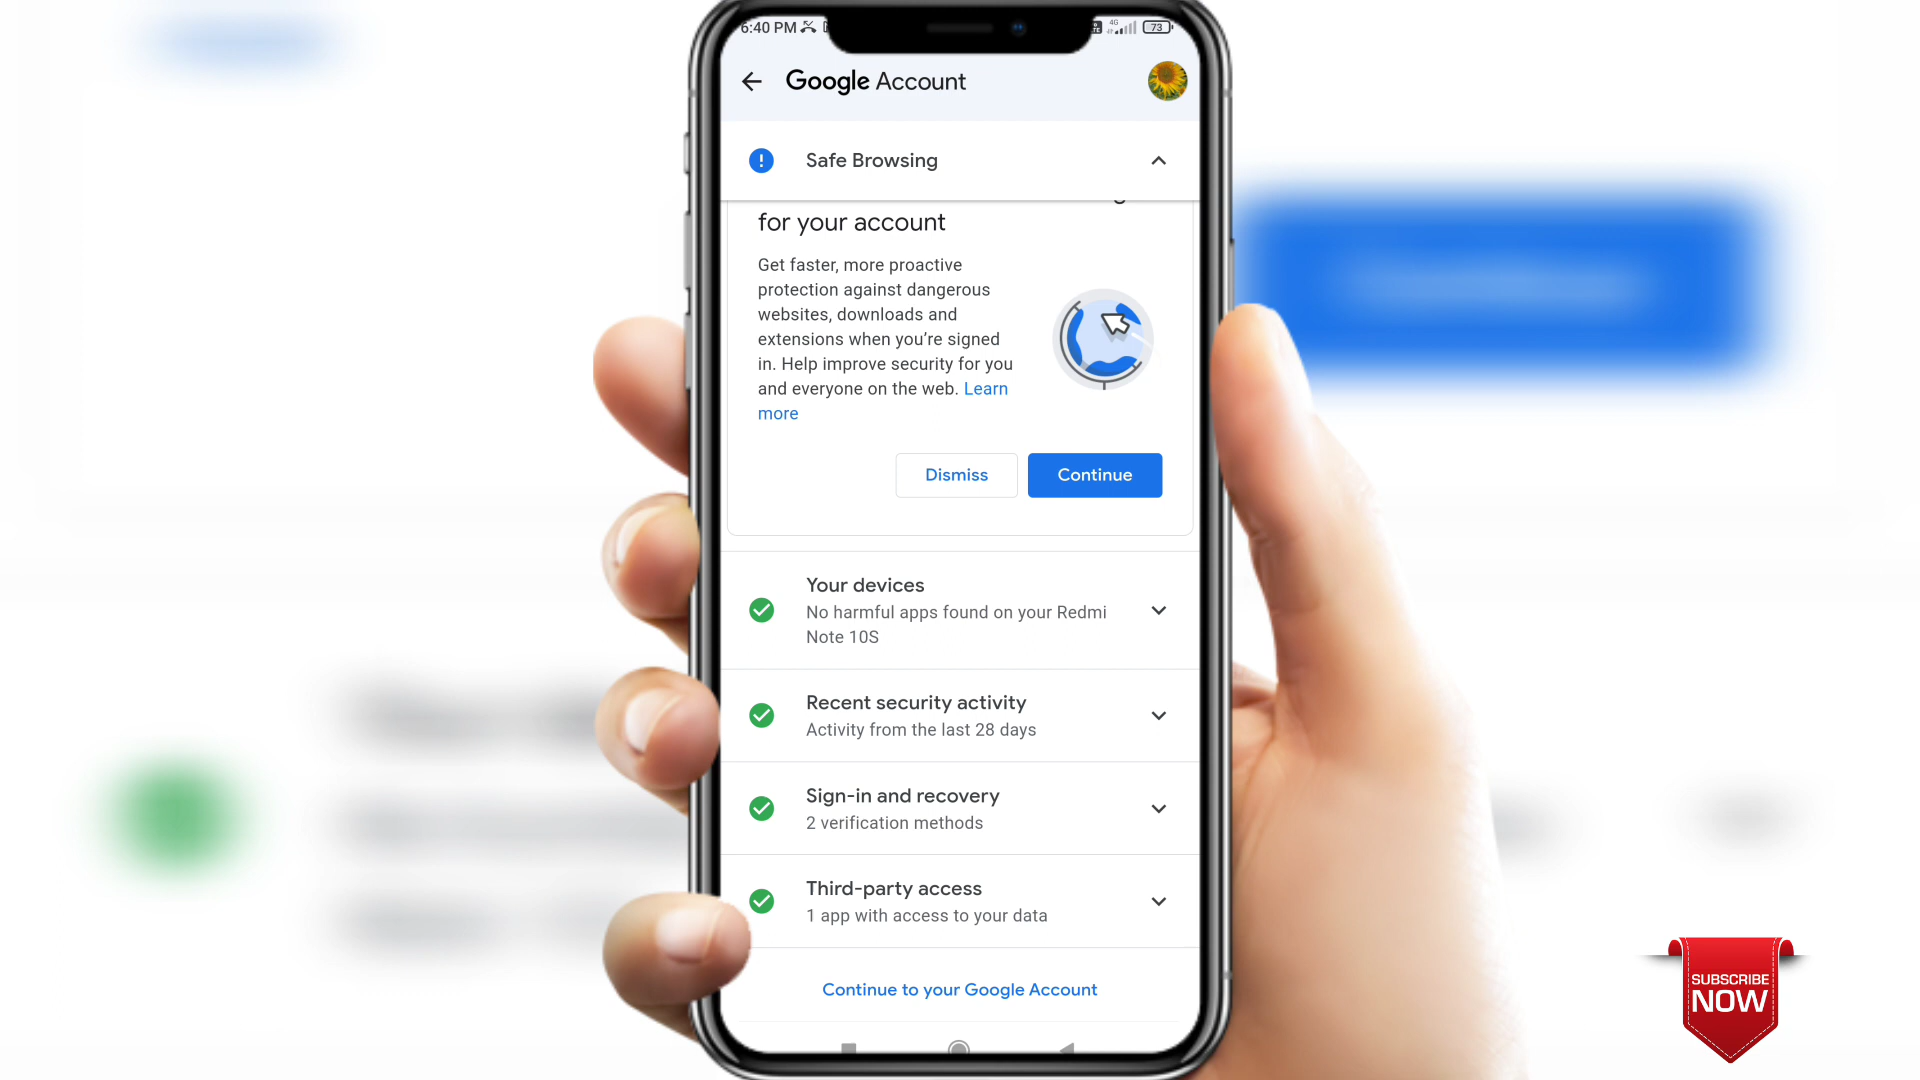 6:40 PM
4G
73
Google Account
Safe Browsing
for your account
Get faster, more proactive
protection against dangerous
websites, downloads and
extensions when you’re signed
in. Help improve security for you
and everyone on the web. Learn
more
Dismiss
Continue
Your devices
No harmful apps found on your Redmi
Note 10S
Recent security activity
Activity from the last 28 days
Sign-in and recovery
2 verification methods
Third-party access
1 app with access to your data
Continue to your Google Account
SUBSCRIBE
NOW